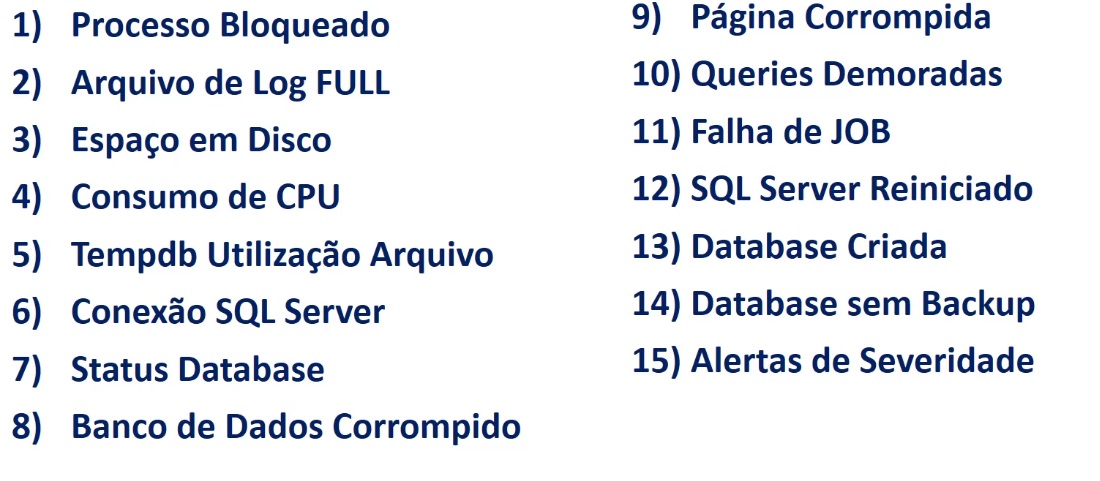 1) Processo Bloqueado
2) Arquivo de Log FULL
3) Espaço em Disco
4) Consumo de CPU
5) Tempdb Utilização Arquivo
6) Conexão SQL Server
7) Status Database
8) Banco de Dados Corrompido
9) Página Corrompida
10) Queries Demoradas
11) Falha de JOB
12) SQL Server Reiniciado
13) Database Criada
14) Database sem Backup
15) Alertas de Severidade